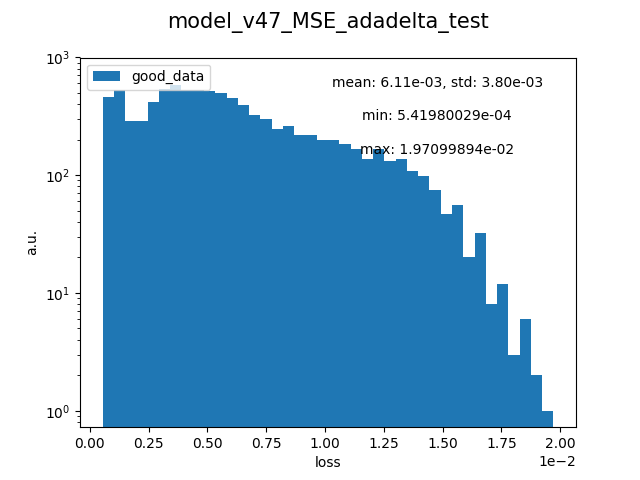 model_v47_MSE_adadelta_test
good_data
mean: 6.11e-03, std: 3.80e-03
min: 5.41980029e-04
max: 1.97099894e-02
a.u.
10³
10²
10¹
10⁰
0.00 0.25 0.50 0.75 1.00 1.25 1.50 1.75 2.00
1e−2
loss